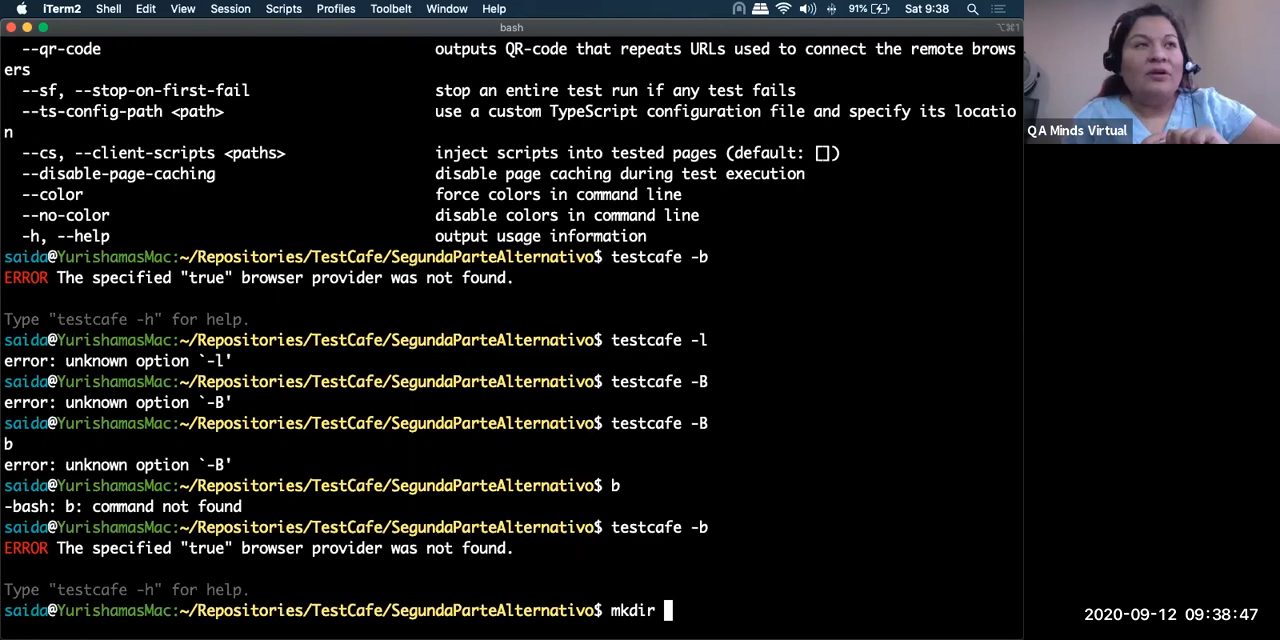 iTerm2 Shell Edit View Session Scripts Profiles Toolbelt Window Help 91% Sat 9:38
bash ⌥⌘1
--qr-code outputs QR-code that repeats URLs used to connect the remote brows
ers
--sf, --stop-on-first-fail stop an entire test run if any test fails
--ts-config-path <path> use a custom TypeScript configuration file and specify its locatio
n
--cs, --client-scripts <paths> inject scripts into tested pages (default: [])
--disable-page-caching disable page caching during test execution
--color force colors in command line
--no-color disable colors in command line
-h, --help output usage information
saida@YurishamasMac:~/Repositories/TestCafe/SegundaParteAlternativo$ testcafe -b
ERROR The specified "true" browser provider was not found.
Type "testcafe -h" for help.
saida@YurishamasMac:~/Repositories/TestCafe/SegundaParteAlternativo$ testcafe -l
error: unknown option `-l'
saida@YurishamasMac:~/Repositories/TestCafe/SegundaParteAlternativo$ testcafe -B
error: unknown option `-B'
saida@YurishamasMac:~/Repositories/TestCafe/SegundaParteAlternativo$ testcafe -B
b
error: unknown option `-B'
saida@YurishamasMac:~/Repositories/TestCafe/SegundaParteAlternativo$ b
-bash: b: command not found
saida@YurishamasMac:~/Repositories/TestCafe/SegundaParteAlternativo$ testcafe -b
ERROR The specified "true" browser provider was not found.
Type "testcafe -h" for help.
saida@YurishamasMac:~/Repositories/TestCafe/SegundaParteAlternativo$ mkdir
QA Minds Virtual
2020-09-12 09:38:47